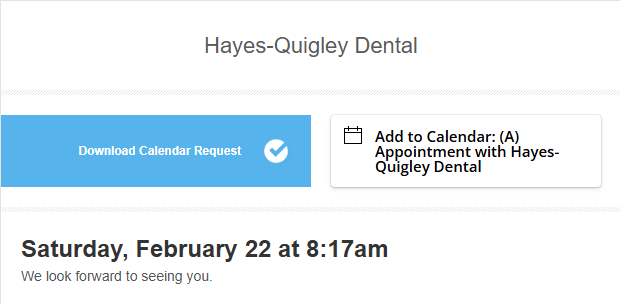 Hayes-Quigley Dental
Download Calendar Request
Add to Calendar: (A)
Appointment with Hayes-
Quigley Dental
Saturday, February 22 at 8:17am
We look forward to seeing you.